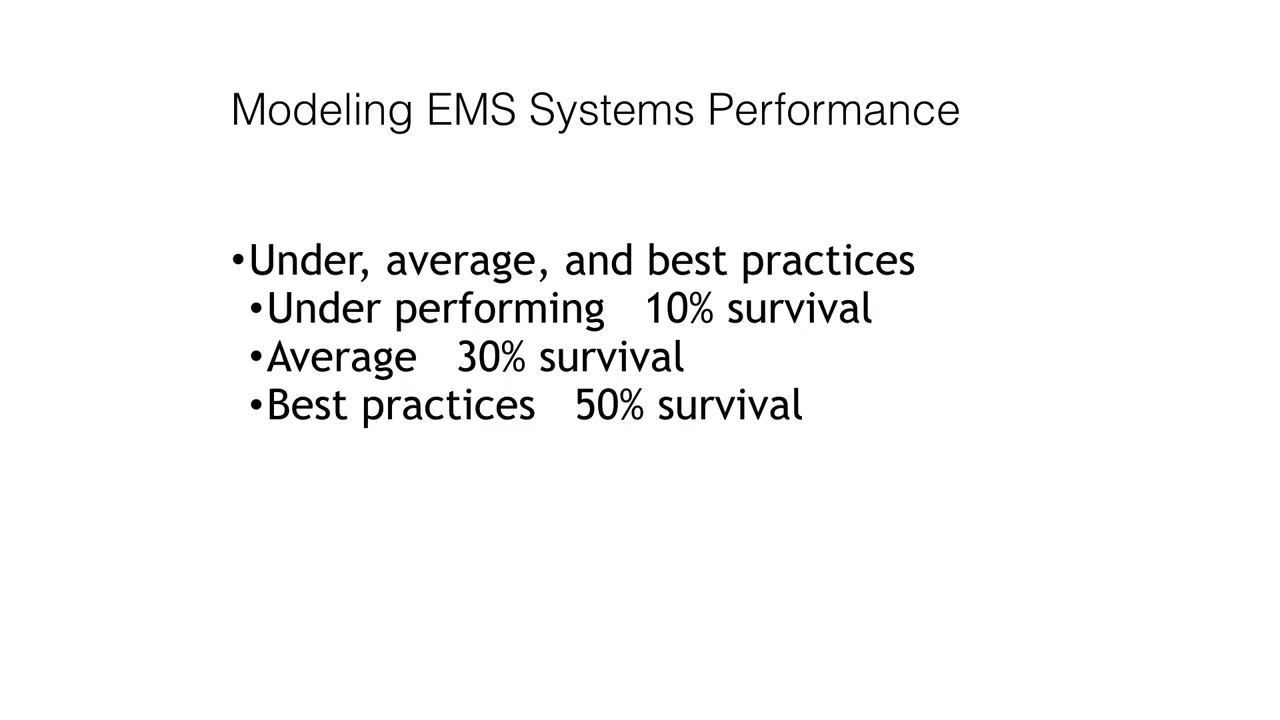 Modeling EMS Systems Performance
•Under, average, and best practices
•Under performing   10% survival
•Average   30% survival
•Best practices   50% survival